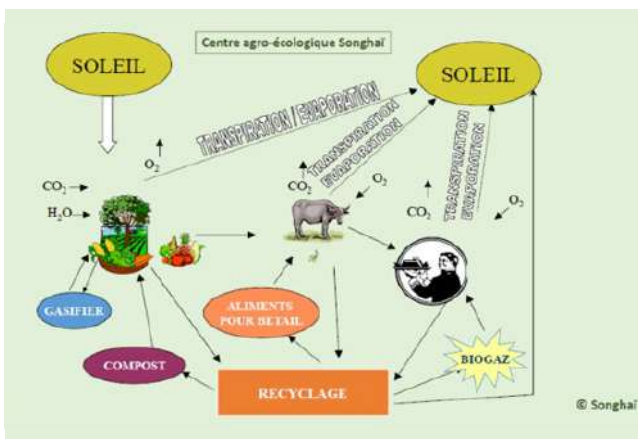 Centre agro-écologique Songhaï
SOLEIL
SOLEIL
TRANSPIRATION / EVAPORATION
TRANSPIRATION
EVAPORATION
TRANSPIRATION
EVAPORATION
O2
CO2
H2O
CO2
O2
CO2
O2
GASIFIER
ALIMENTS
POUR BETAIL
COMPOST
BIOGAZ
RECYCLAGE
© Songhaï